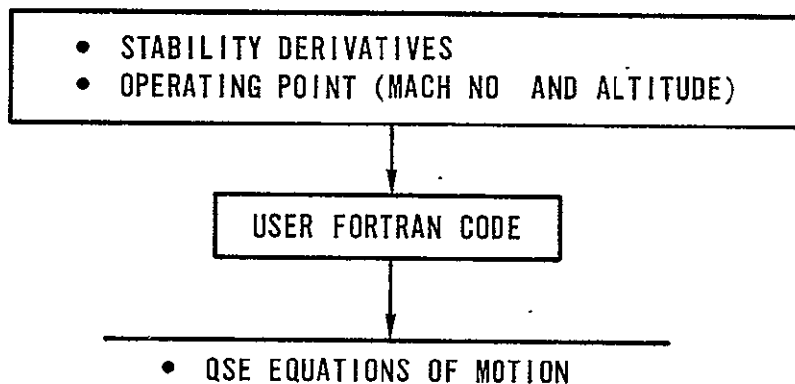 • STABILITY DERIVATIVES
• OPERATING POINT (MACH NO AND ALTITUDE)
USER FORTRAN CODE
• QSE EQUATIONS OF MOTION